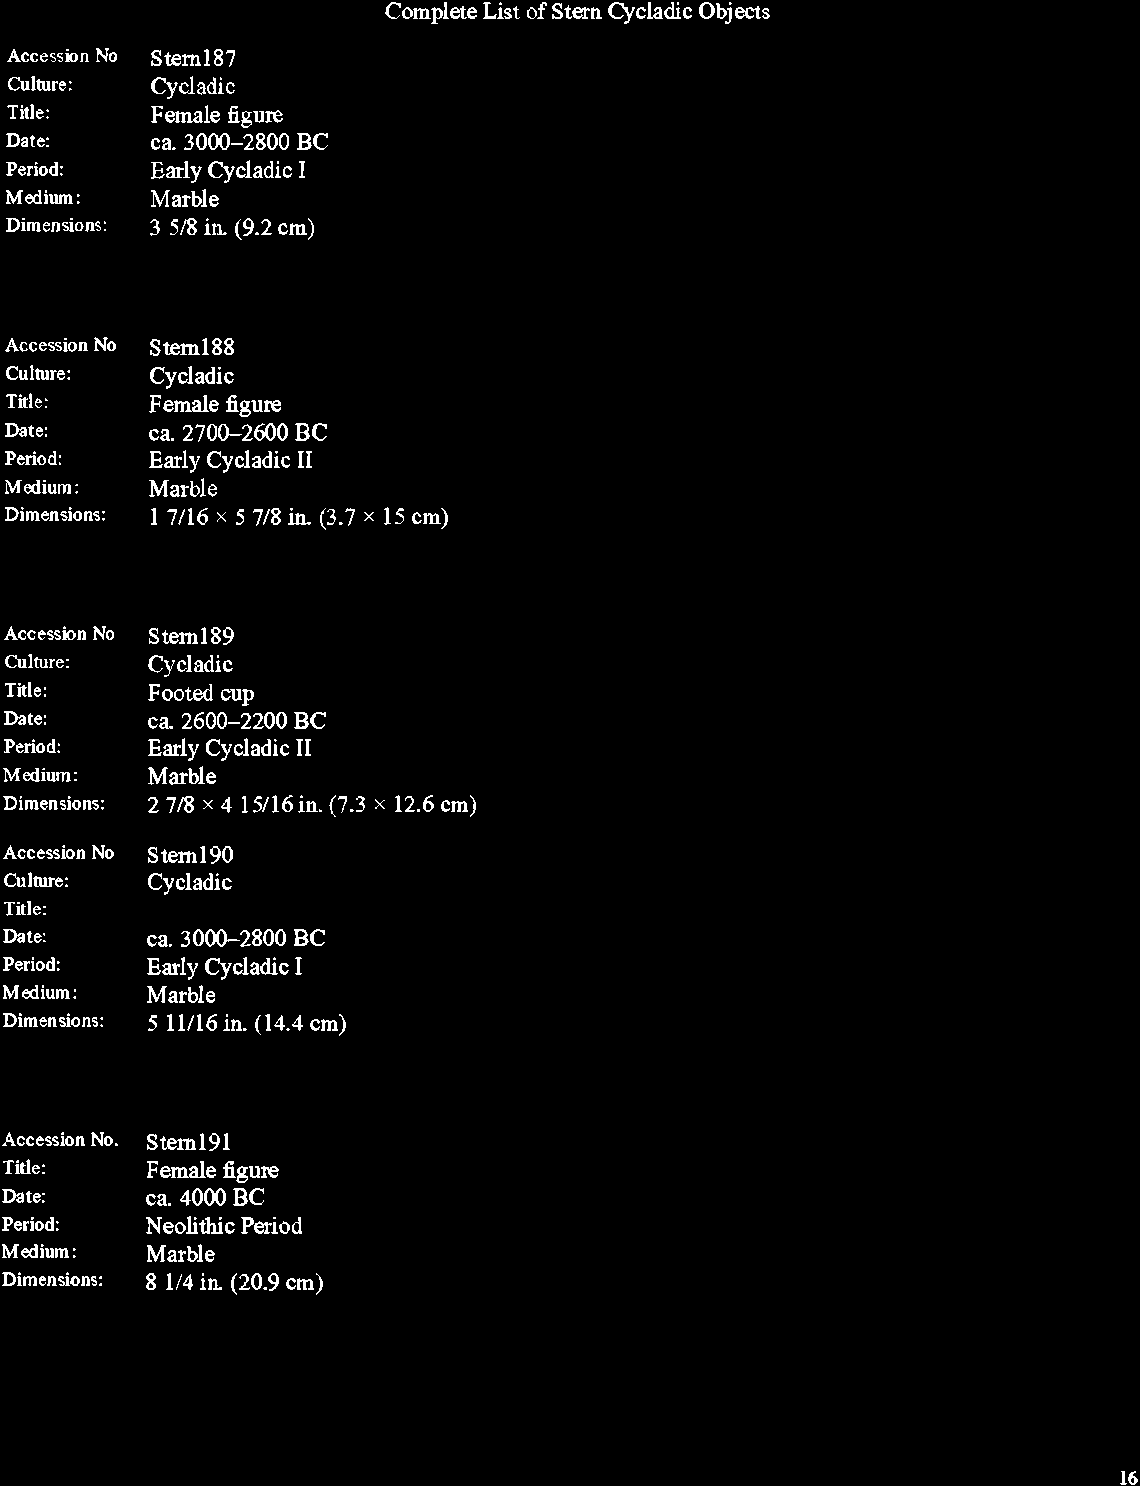 Complete List of Stern Cycladic Objects
Accession No Stern187
Culture: Cycladic
Title: Female figure
Date: ca. 3000–2800 BC
Period: Early Cycladic I
Medium: Marble
Dimensions: 3 5/8 in. (9.2 cm)
Accession No Stern188
Culture: Cycladic
Title: Female figure
Date: ca. 2700–2600 BC
Period: Early Cycladic II
Medium: Marble
Dimensions: 1 7/16 × 5 7/8 in. (3.7 × 15 cm)
Accession No Stern189
Culture: Cycladic
Title: Footed cup
Date: ca. 2600–2200 BC
Period: Early Cycladic II
Medium: Marble
Dimensions: 2 7/8 × 4 15/16 in. (7.3 × 12.6 cm)
Accession No Stern190
Culture: Cycladic
Title:
Date: ca. 3000–2800 BC
Period: Early Cycladic I
Medium: Marble
Dimensions: 5 11/16 in. (14.4 cm)
Accession No. Stern191
Title: Female figure
Date: ca. 4000 BC
Period: Neolithic Period
Medium: Marble
Dimensions: 8 1/4 in. (20.9 cm)
16